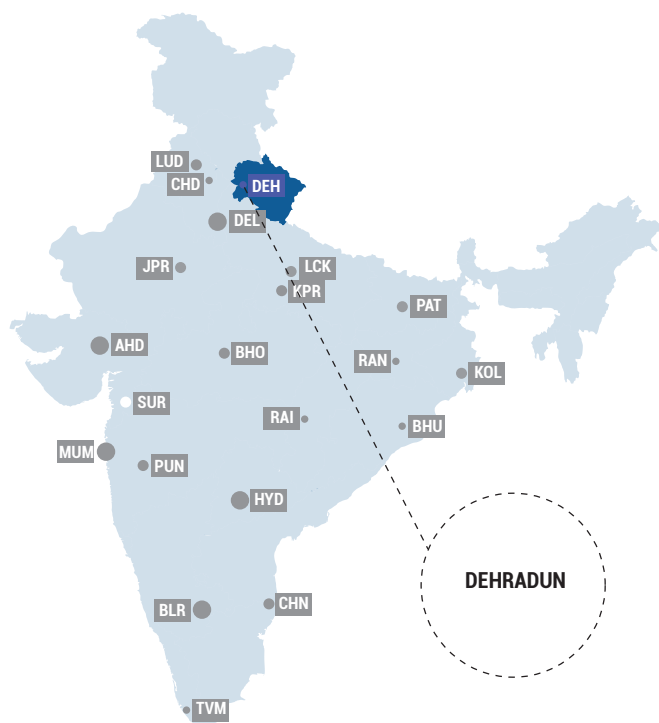 LUD
CHD
DEH
DEL
JPR
LCK
KPR
PAT
AHD
BHO
RAN
KOL
SUR
RAI
BHU
MUM
PUN
HYD
DEHRADUN
BLR
CHN
TVM